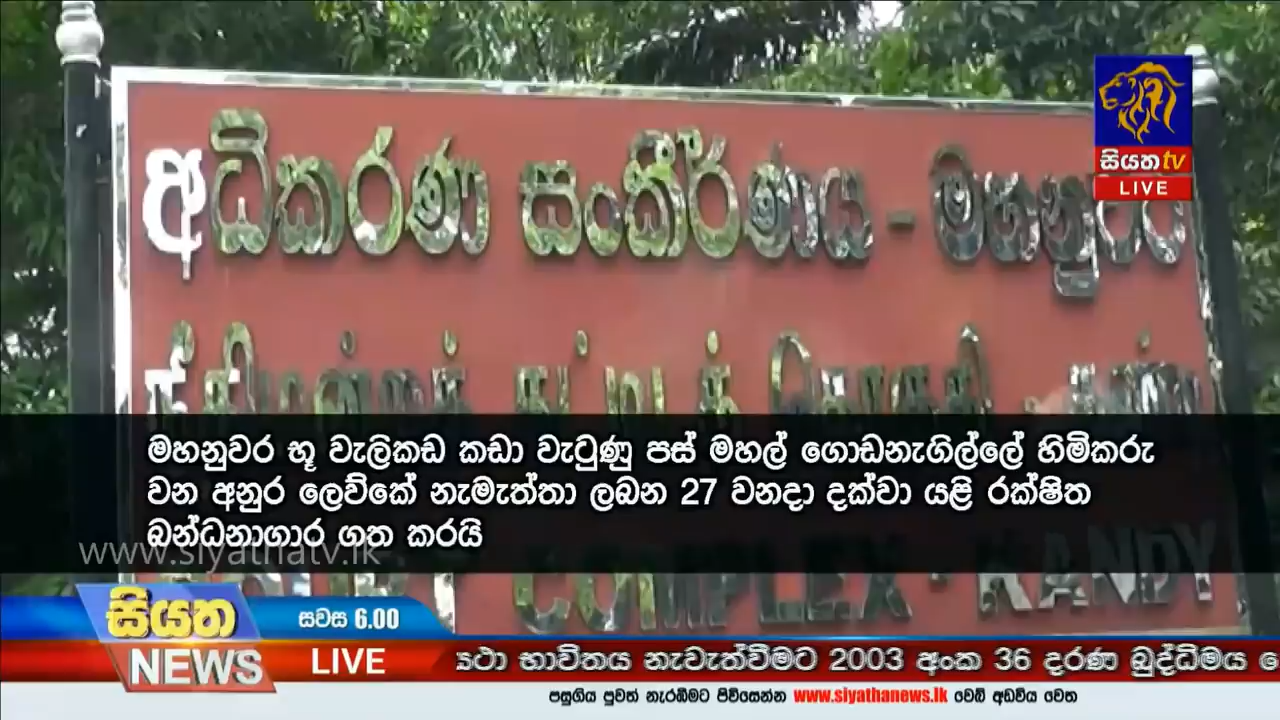 අධිකරණ සංකීර්ණය - මහනුවර
සියත tv
LIVE
මහනුවර භූ වැලිකඩ කඩා වැටුණු පස් මහල් ගොඩනැගිල්ලේ හිමිකරු
වන අනුර ලෙව්කේ නැමැත්තා ලබන 27 වනදා දක්වා යළි රක්ෂිත
බන්ධනාගාර ගත කරයි
www.siyathatv.lk
COMPLEX - KANDY
සියත
NEWS
සවස 6.00
LIVE
භාවිතය නැවැත්වීමට 2003 අංක 36 දරණ බුද්ධිමය
පසුගිය පුවත් නැරඹීමට පිවිසෙන්න www.siyathanews.lk වෙබ් අඩවිය වෙත